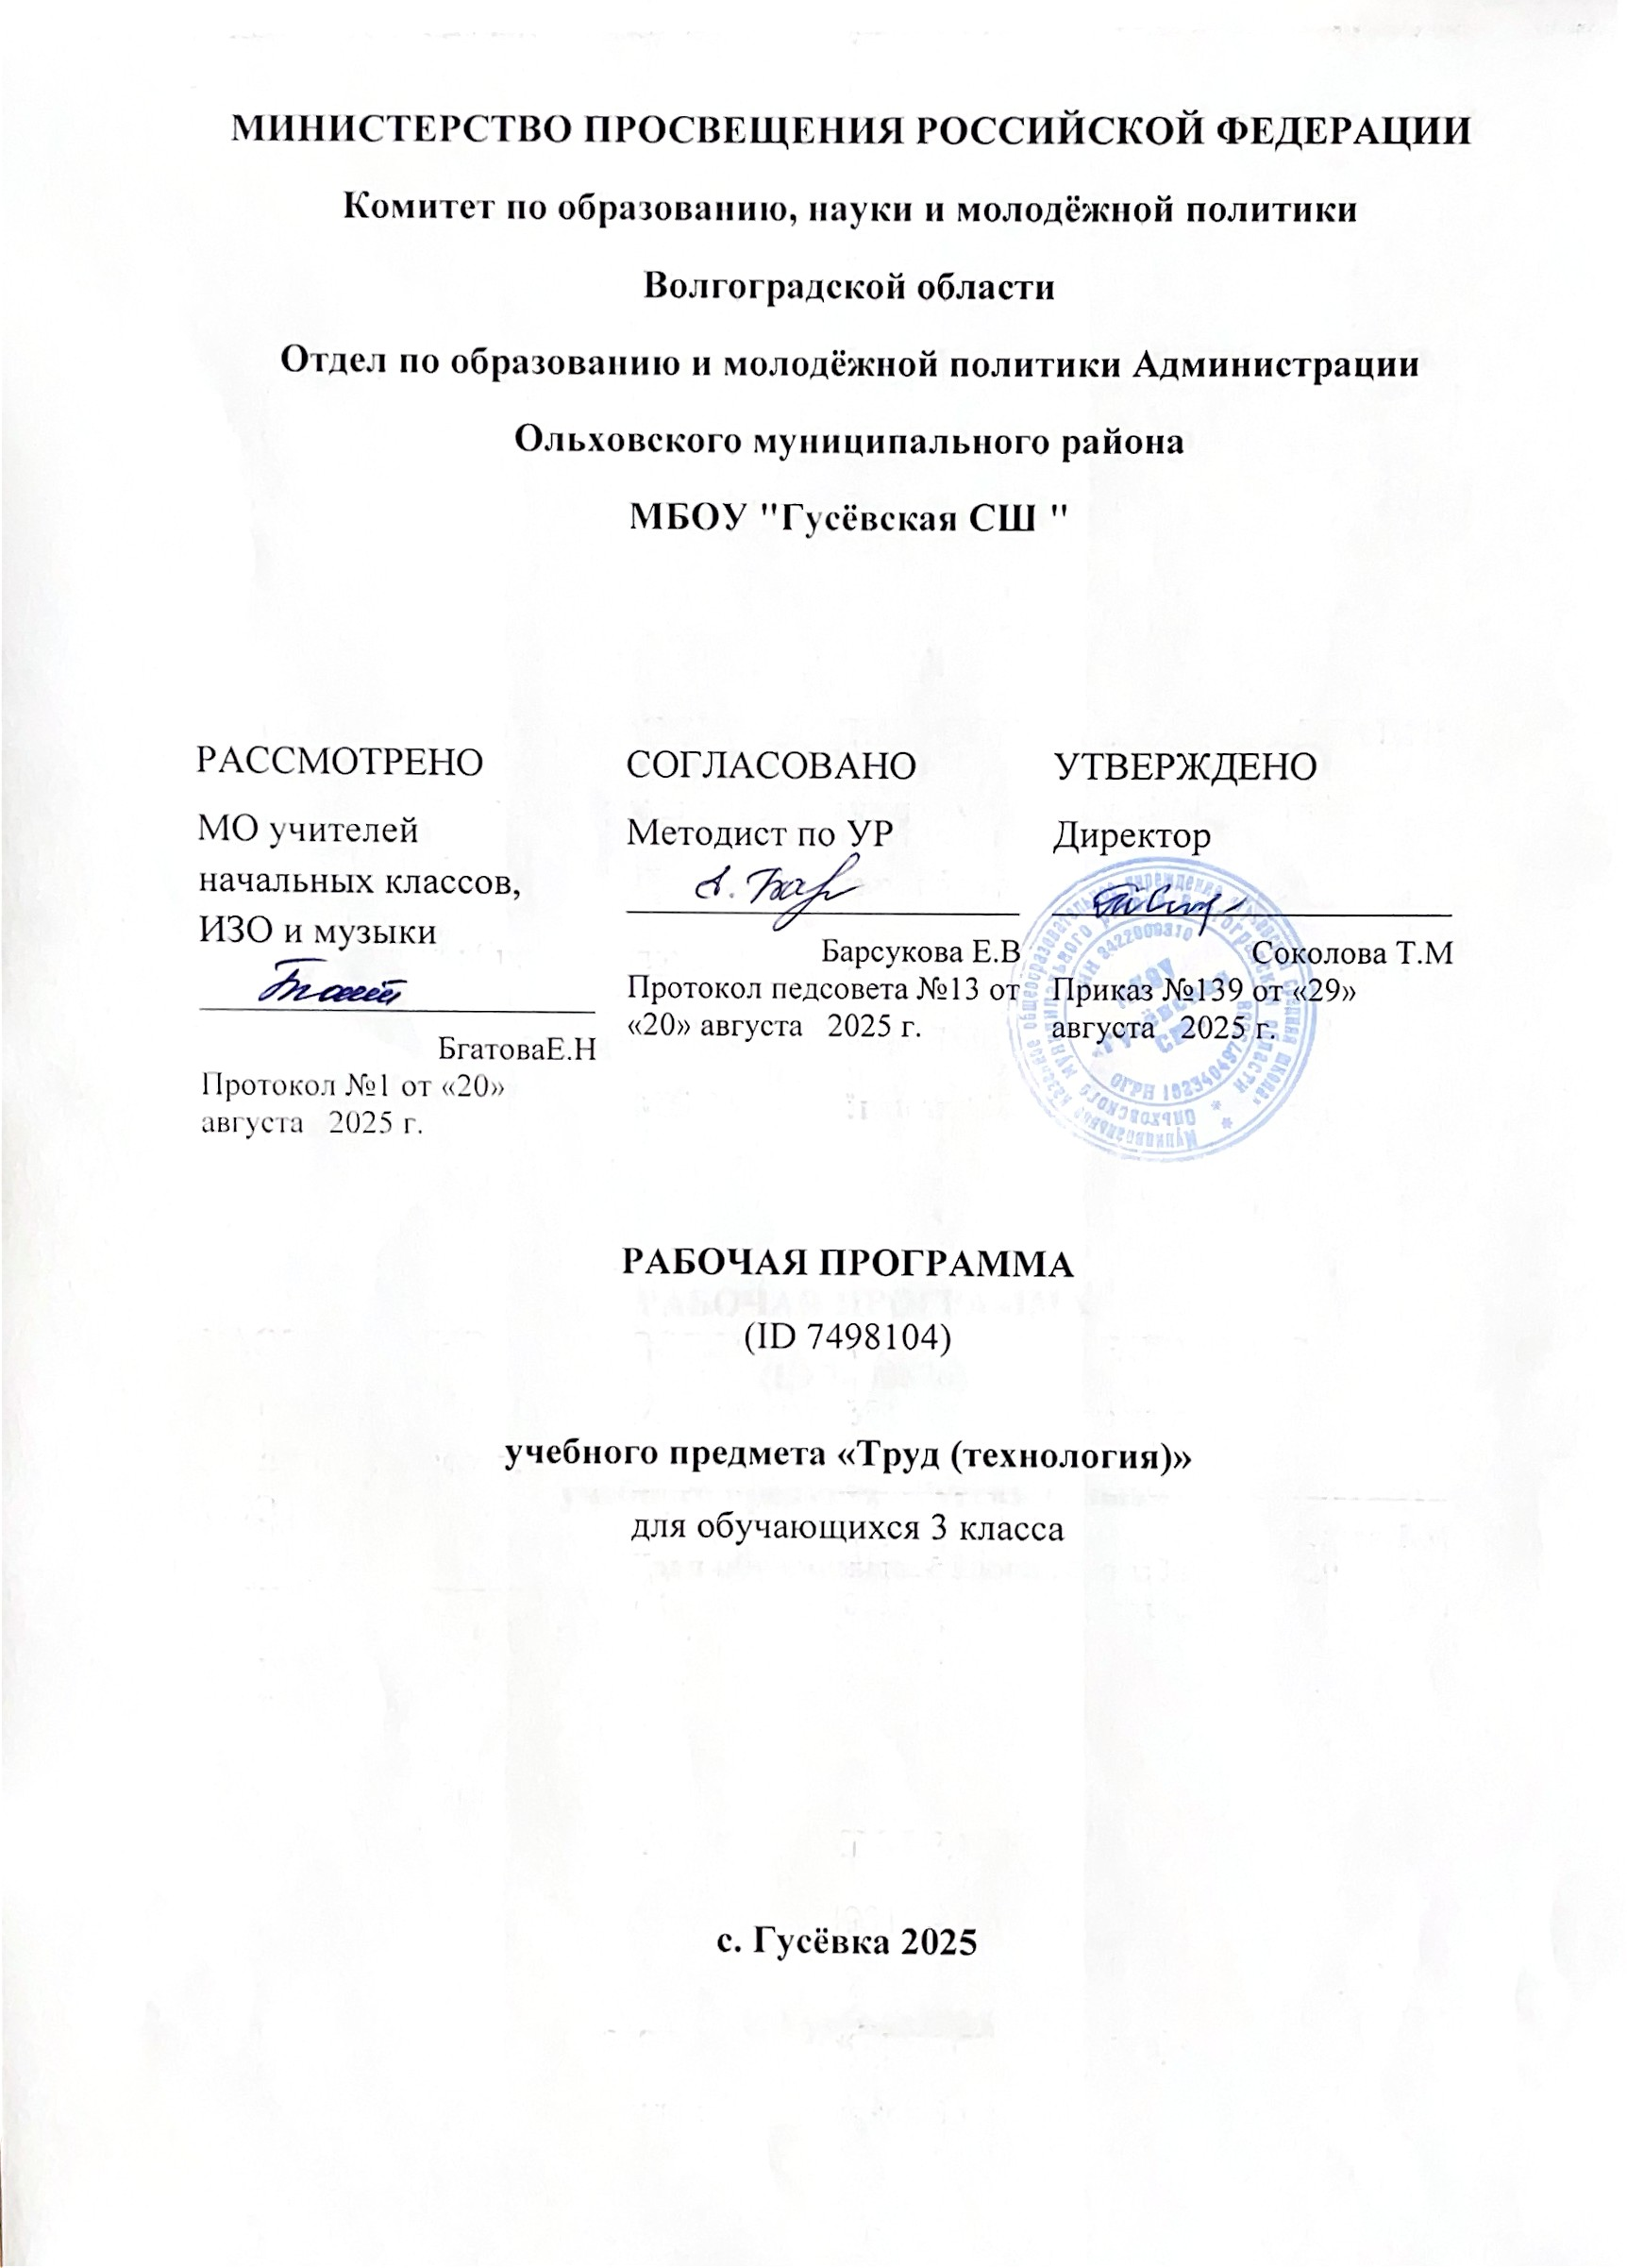 МИНИСТЕРСТВО ПРОСВЕЩЕНИЯ РОССИЙСКОЙ ФЕДЕРАЦИИ
Комитет по образованию, науки и молодёжной политики
Волгоградской области
Отдел по образованию и молодёжной политики Администрации
Ольховского муниципального района
МБОУ "Гусёвская СШ "
РАССМОТРЕНО
МО учителей
начальных классов,
ИЗО и музыки
БгатоваЕ.Н
Протокол №1 от «20»
августа 2025 г.
СОГЛАСОВАНО
Методист по УР
Барсукова Е.В
Протокол педсовета №13 от
«20» августа 2025 г.
УТВЕРЖДЕНО
Директор
Соколова Т.М
Приказ №139 от «29»
августа 2025 г.
РАБОЧАЯ ПРОГРАММА
(ID 7498104)
учебного предмета «Труд (технология)»
для обучающихся 3 класса
с. Гусёвка 2025